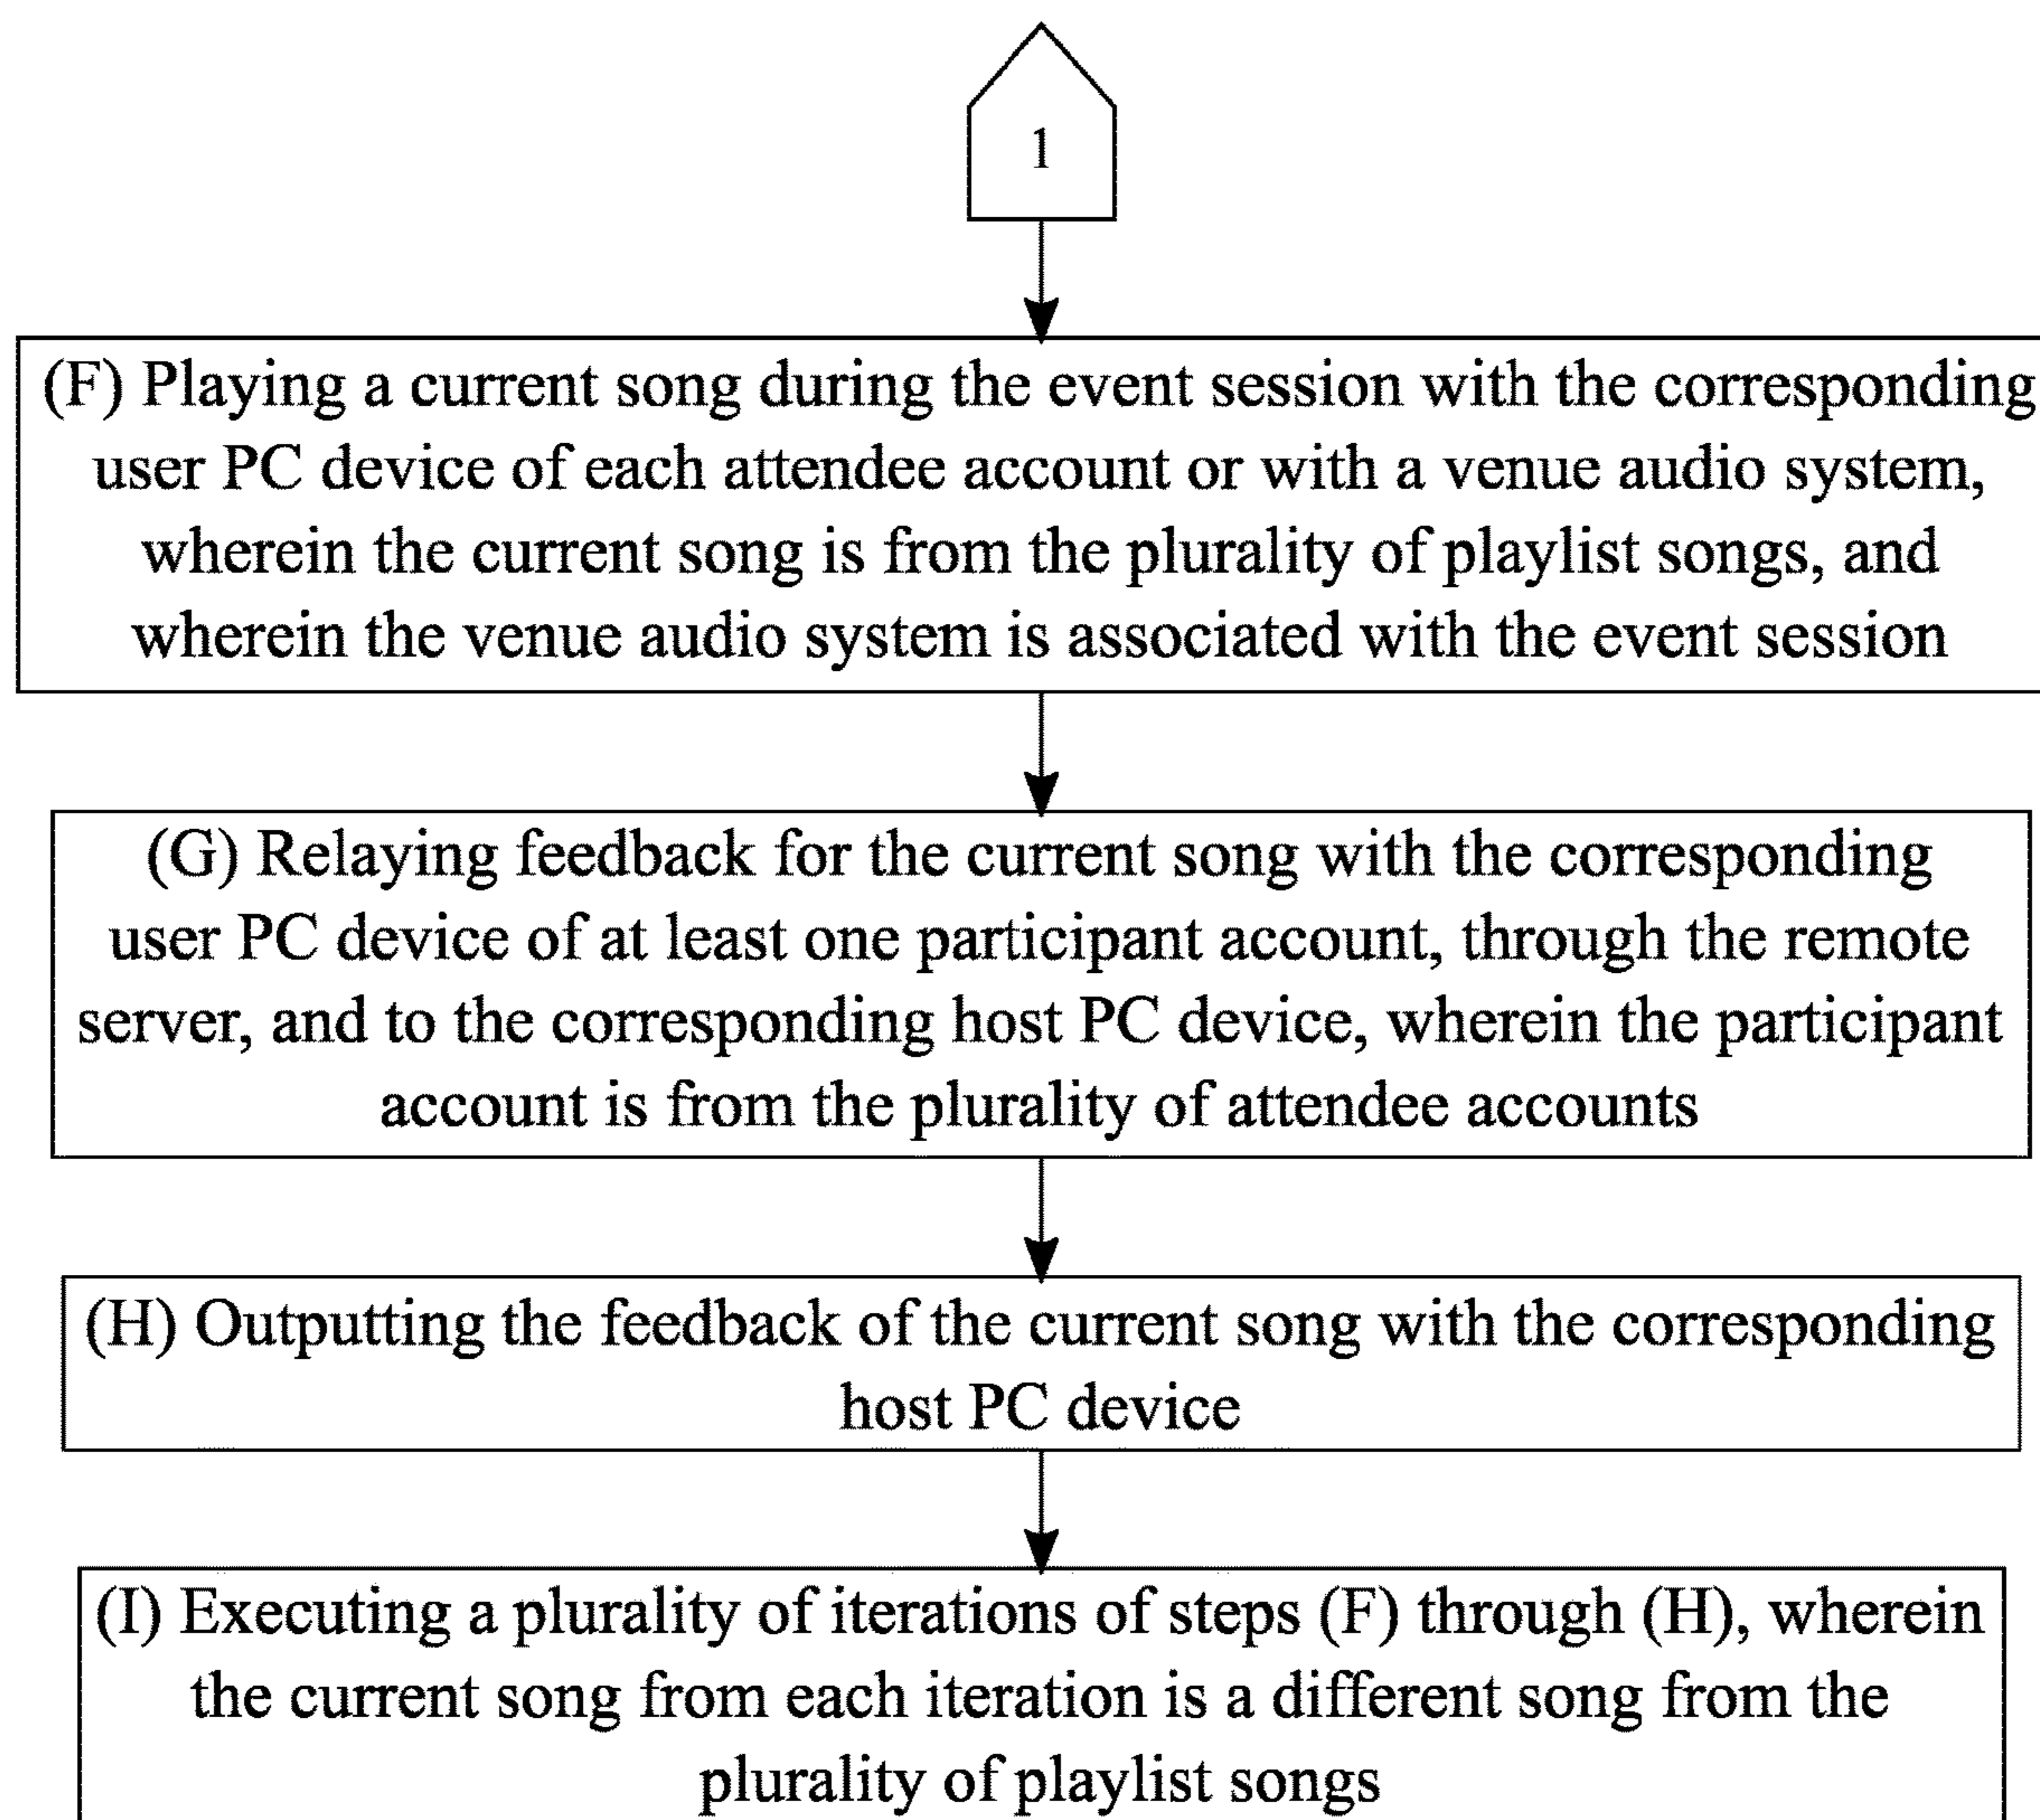 1
(F) Playing a current song during the event session with the corresponding
user PC device of each attendee account or with a venue audio system,
wherein the current song is from the plurality of playlist songs, and
wherein the venue audio system is associated with the event session
(G) Relaying feedback for the current song with the corresponding
user PC device of at least one participant account, through the remote
server, and to the corresponding host PC device, wherein the participant
account is from the plurality of attendee accounts
(H) Outputting the feedback of the current song with the corresponding
host PC device
(I) Executing a plurality of iterations of steps (F) through (H), wherein
the current song from each iteration is a different song from the
plurality of playlist songs